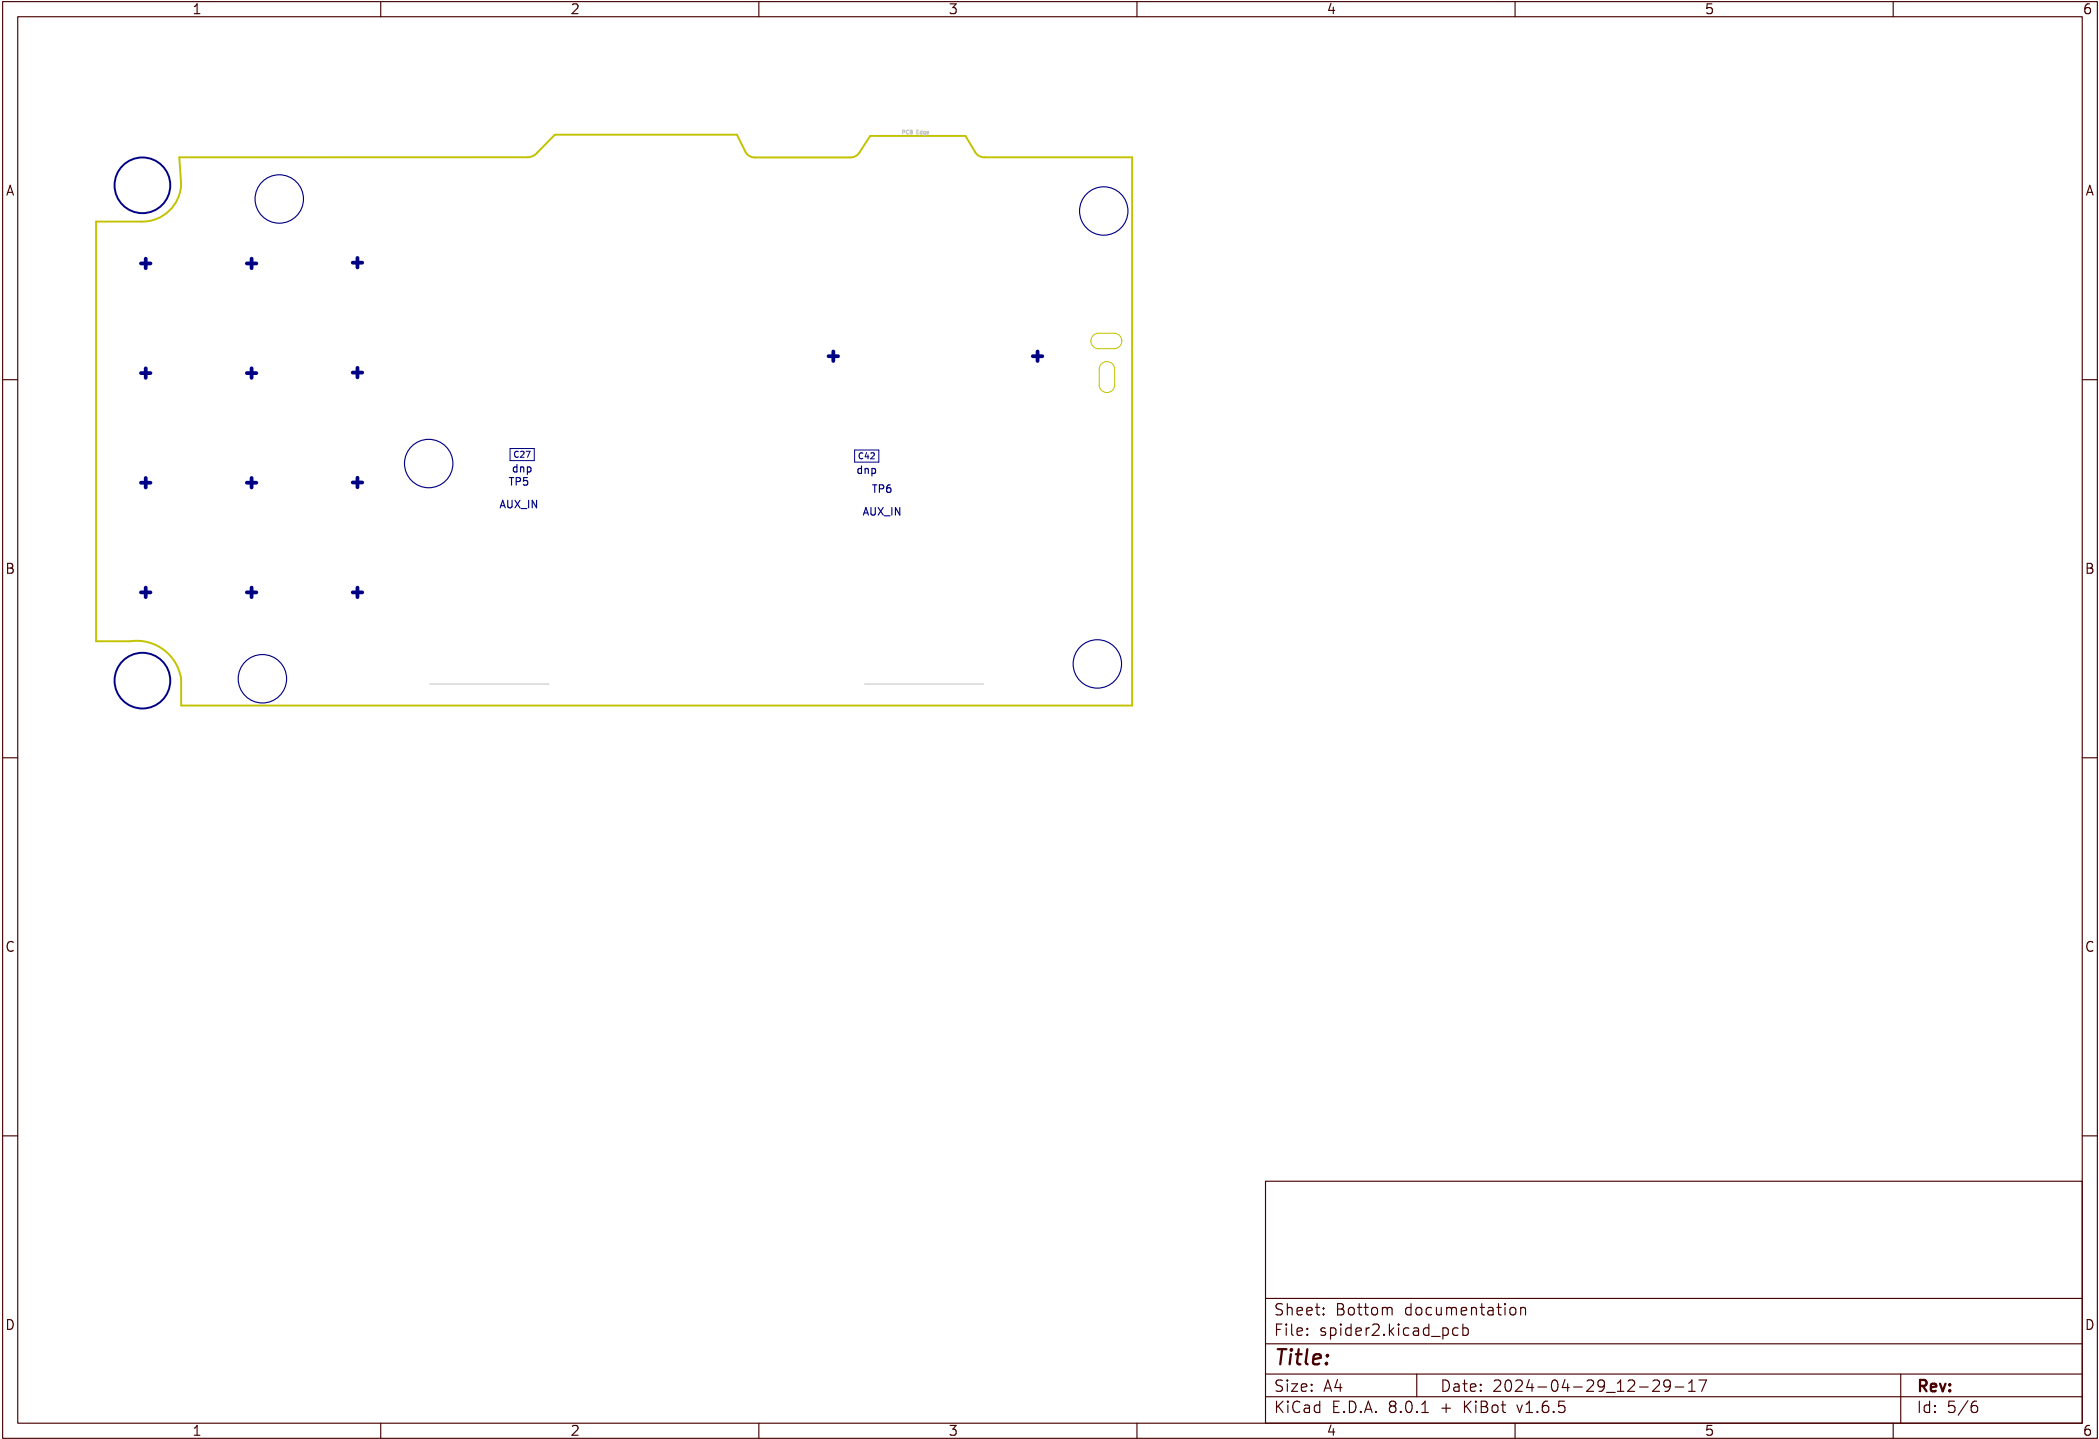 1 2 3 4 5 6
PCB Edge
A A
C27
dnp
TP5
AUX_IN
C42
dnp
TP6
AUX_IN
B B
C C
D D
Sheet: Bottom documentation
File: spider2.kicad_pcb
Title:
Size: A4 Date: 2024-04-29_12-29-17 Rev:
KiCad E.D.A. 8.0.1 + KiBot v1.6.5 Id: 5/6
1 2 3 4 5 6